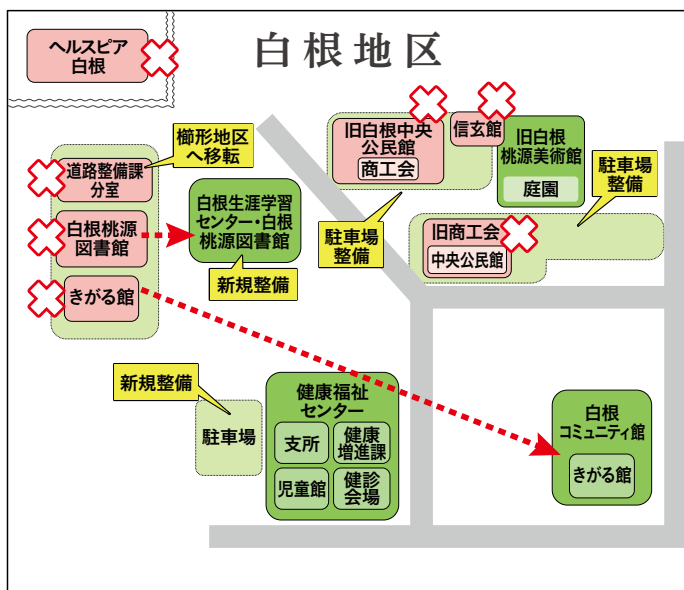 白根地区
ヘルスピア
白根
櫛形地区
へ移転
道路整備課
分室
白根桃源
図書館
きがる館
白根生涯学習
センター・白根
桃源図書館
新規整備
旧白根中央
公民館
商工会
信玄館
旧白根
桃源美術館
庭園
駐車場
整備
駐車場
整備
旧商工会
中央公民館
新規整備
駐車場
健康福祉
センター
支所
健康
増進課
児童館
健診
会場
白根
コミュニティ館
きがる館